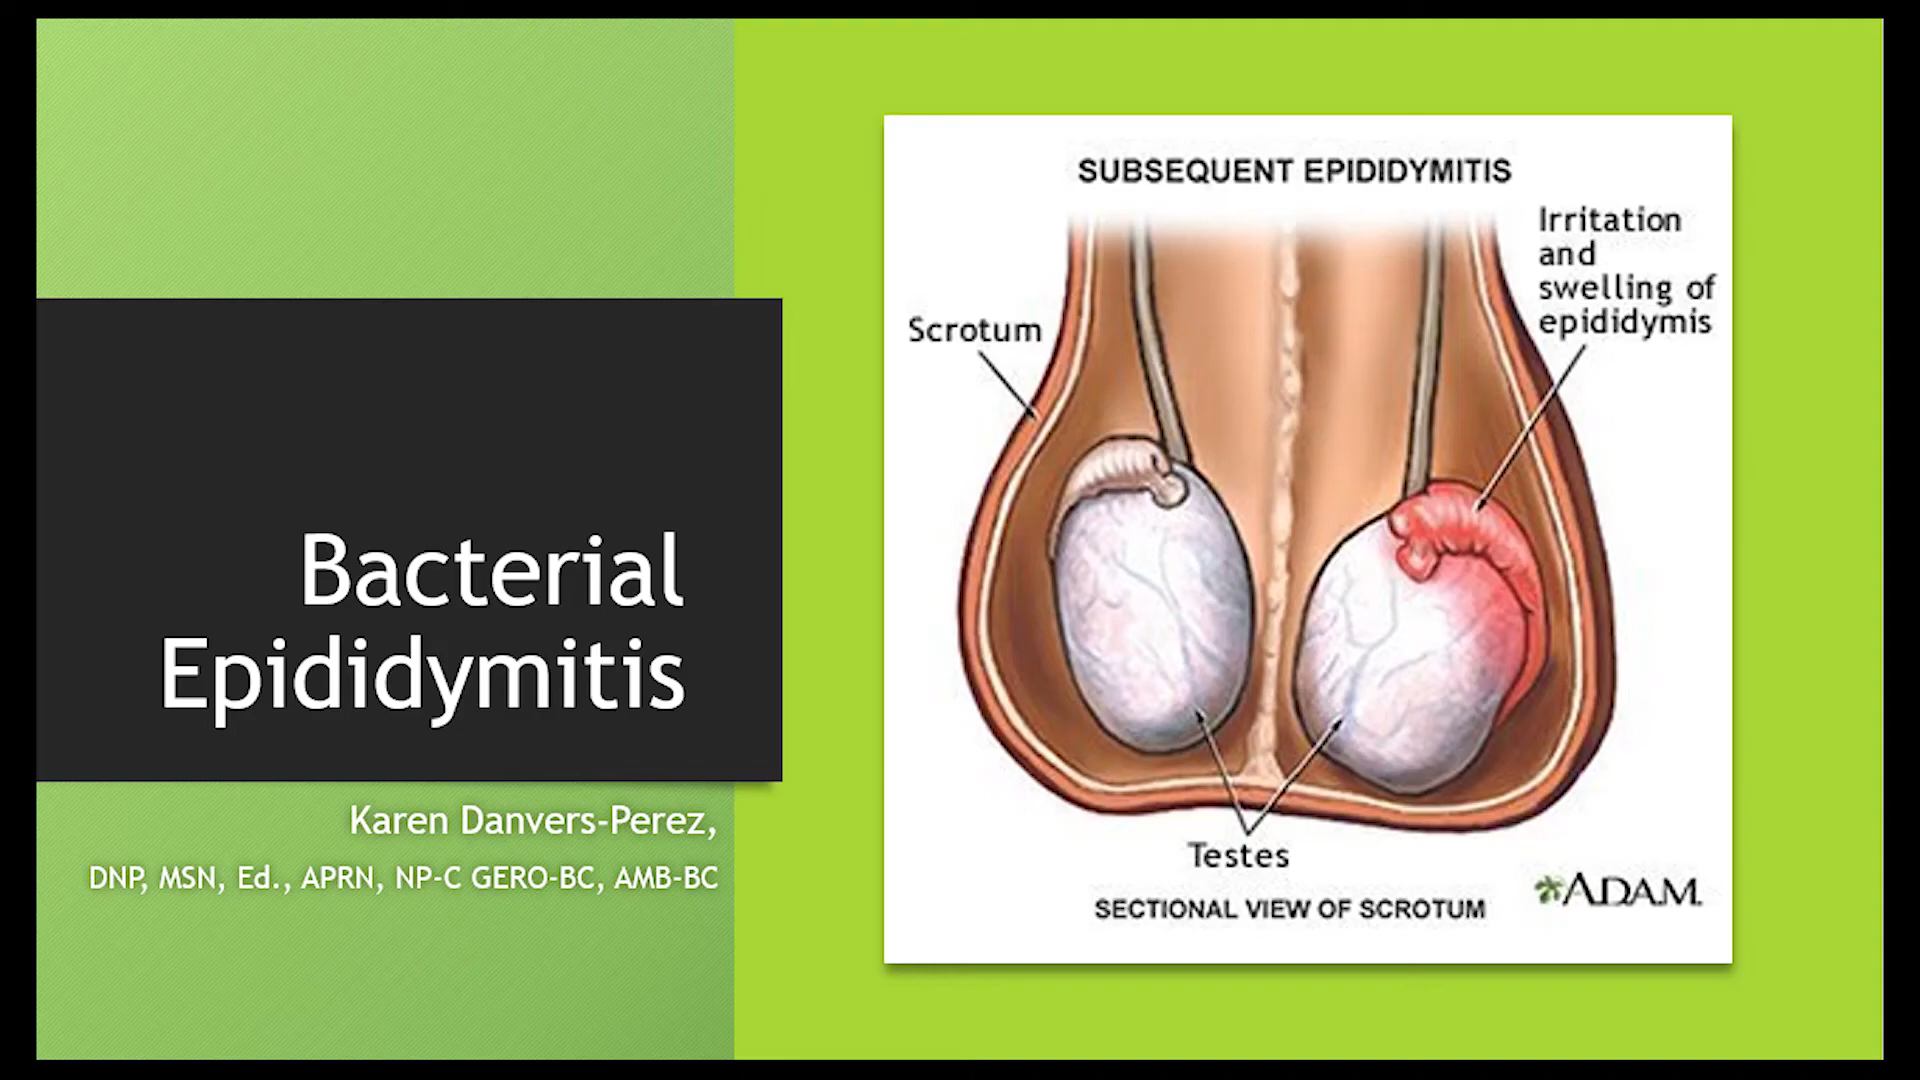 Bacterial
Epididymitis
Karen Danvers-Perez,
DNP, MSN, Ed., APRN, NP-C GERO-BC, AMB-BC
SUBSEQUENT EPIDIDYMITIS
Irritation
and
swelling of
epididymis
Scrotum
Testes
SECTIONAL VIEW OF SCROTUM
ADAM.